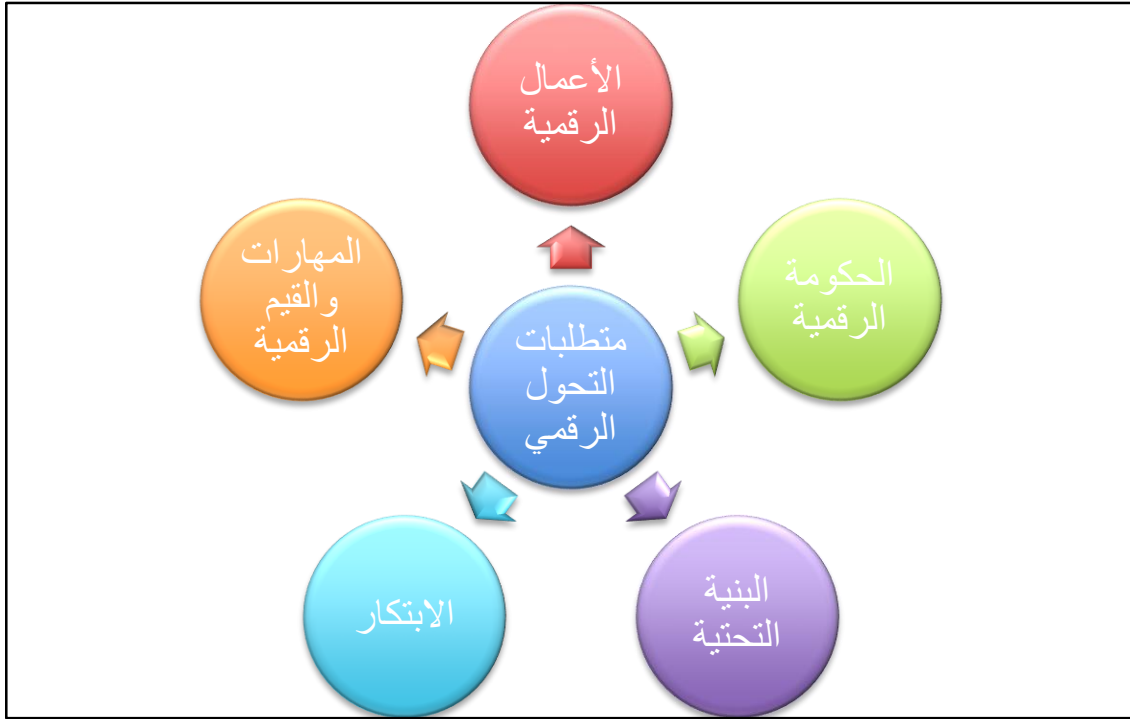 الأعمال
الرقمية
الحكومة
الرقمية
البنية
التحتية
الابتكار
المهارات
والقيم
الرقمية
متطلبات
التحول
الرقمي